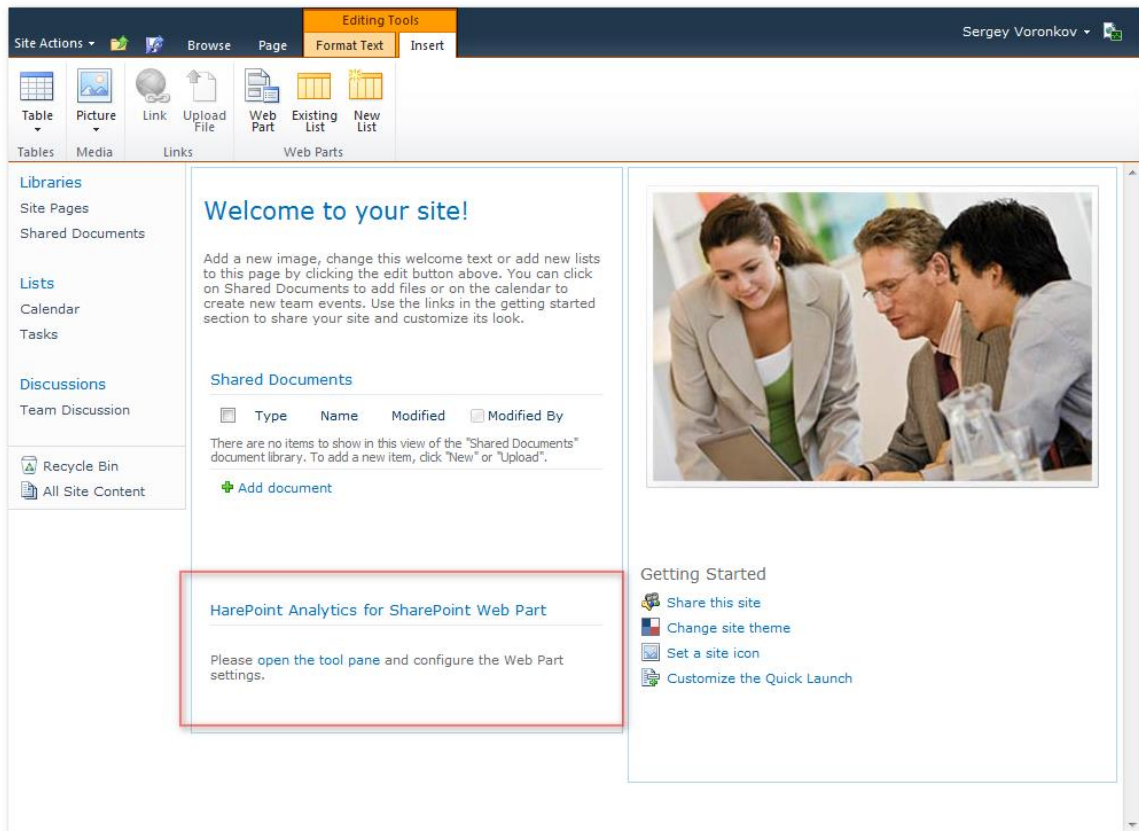 Editing Tools
Site Actions
Browse
Page
Format Text
Insert
Sergey Voronkov
Table
Picture
Link
Upload
File
Web
Part
Existing
List
New
List
Tables
Media
Links
Web Parts
Libraries
Site Pages
Shared Documents
Lists
Calendar
Tasks
Discussions
Team Discussion
Recycle Bin
All Site Content
Welcome to your site!
Add a new image, change this welcome text or add new lists
to this page by clicking the edit button above. You can click
on Shared Documents to add files or on the calendar to
create new team events. Use the links in the getting started
section to share your site and customize its look.
Shared Documents
Type Name Modified Modified By
There are no items to show in this view of the "Shared Documents"
document library. To add a new item, click "New" or "Upload".
Add document
HarePoint Analytics for SharePoint Web Part
Please open the tool pane and configure the Web Part
settings.
Getting Started
Share this site
Change site theme
Set a site icon
Customize the Quick Launch